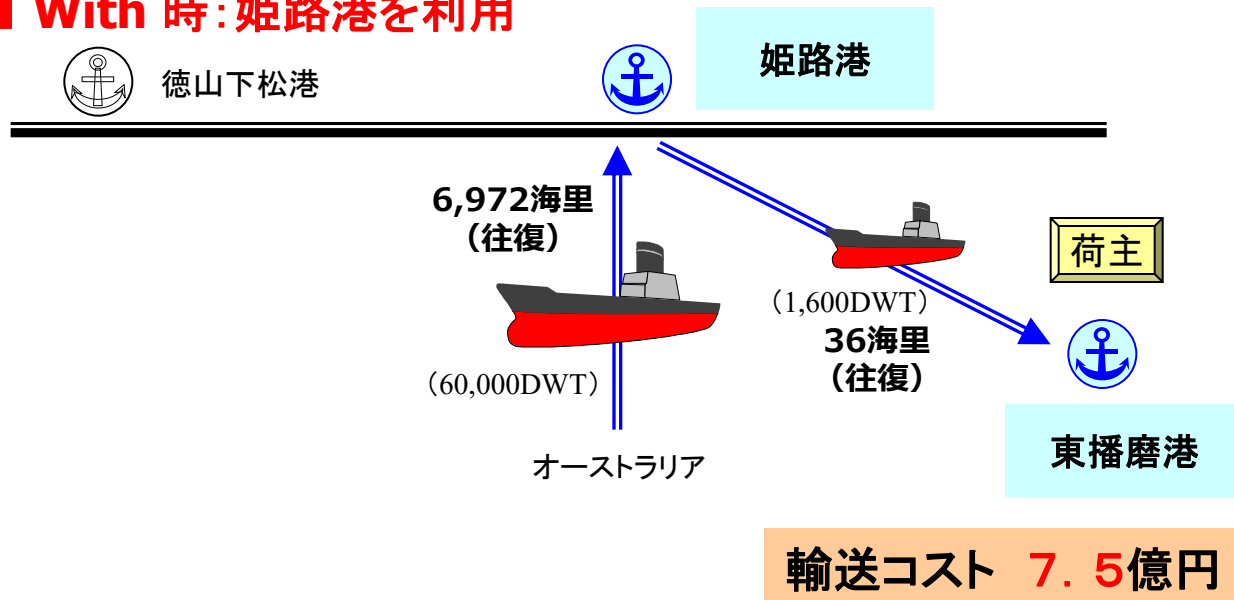 With 時:姫路港を利用
徳山下松港
姫路港
6,972海里
(往復)
荷主
(1,600DWT)
36海里
(往復)
(60,000DWT)
オーストラリア
東播磨港
輸送コスト 7.5億円